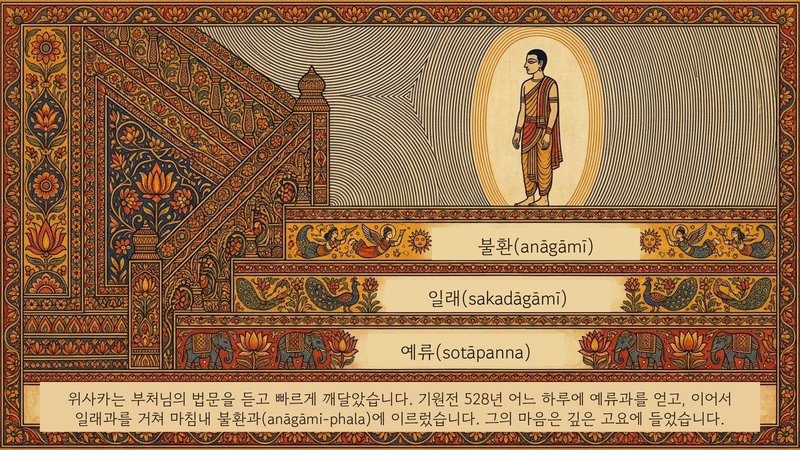 불환(anāgāmī)
일래(sakadāgāmī)
예류(sotāpanna)
위사카는 부처님의 법문을 듣고 빠르게 깨달았습니다. 기원전 528년 어느 하루에 예류과를 얻고, 이어서
일래과를 거쳐 마침내 불환과(anāgāmi-phala)에 이르렀습니다. 그의 마음은 깊은 고요에 들었습니다.